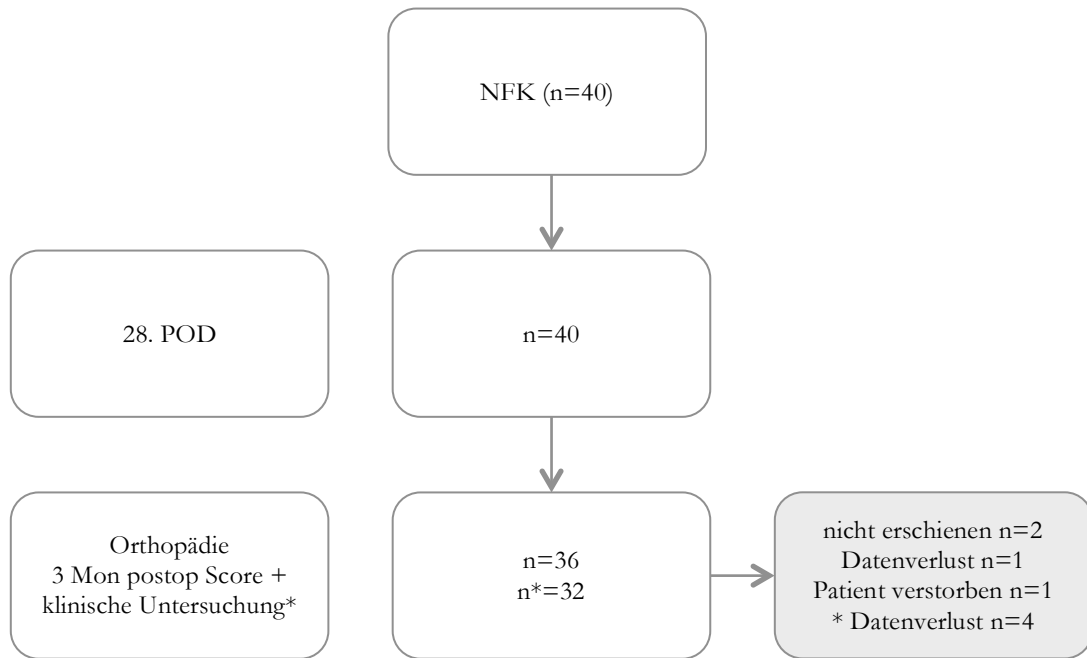 NFK (n=40)
28. POD
n=40
Orthopädie
3 Mon postop Score +
klinische Untersuchung*
n=36
n*=32
nicht erschienen n=2
Datenverlust n=1
Patient verstorben n=1
* Datenverlust n=4